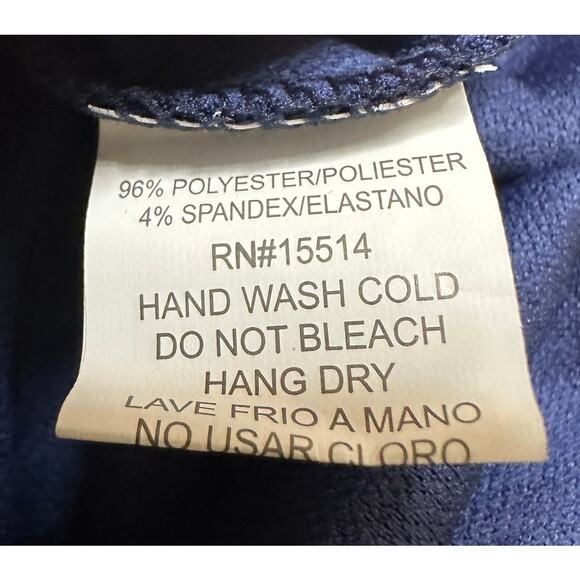 96% POLYESTER/POLIESTER
4% SPANDEX/ELASTANO
RN#15514
HAND WASH COLD
DO NOT BLEACH
HANG DRY
LAVE FRIO A MANO
NO USAR CLORO